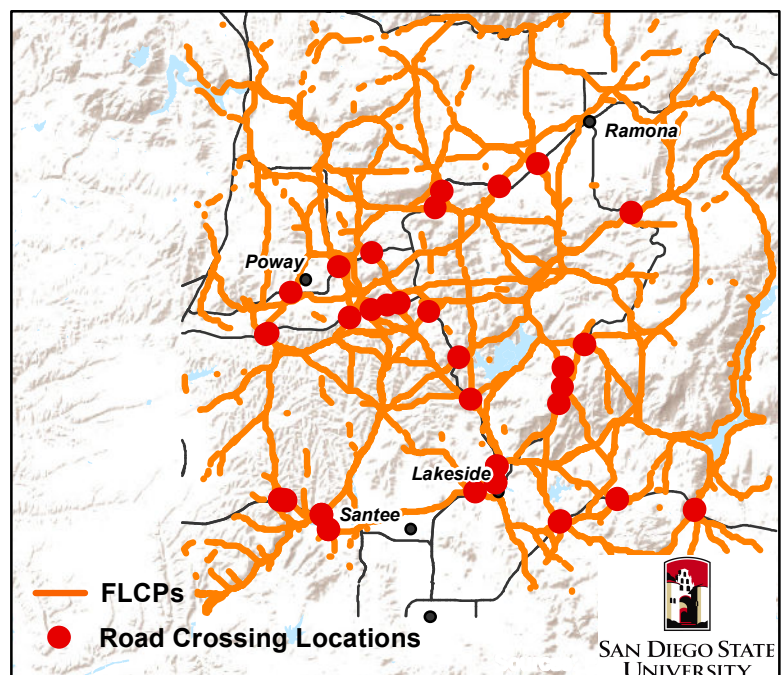 Ramona
Poway
Lakeside
Santee
FLCPs
Road Crossing Locations
SAN DIEGO STATE
UNIVERSITY